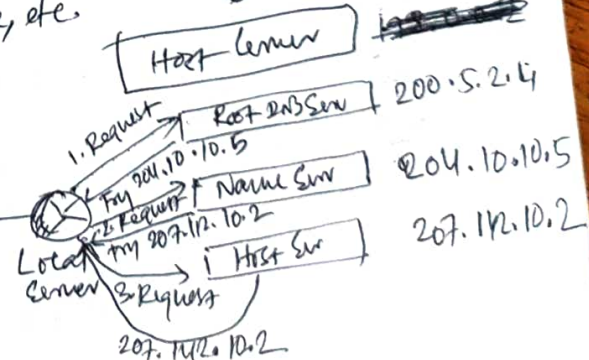 , etc.
Host Server
1. Request
Root DNS Serv
200.5.2.4
Try 204.10.10.5
2. Request
Name Serv
204.10.10.5
Try 207.142.10.2
Local Server
3. Request
Host Serv
207.142.10.2
207.142.10.2